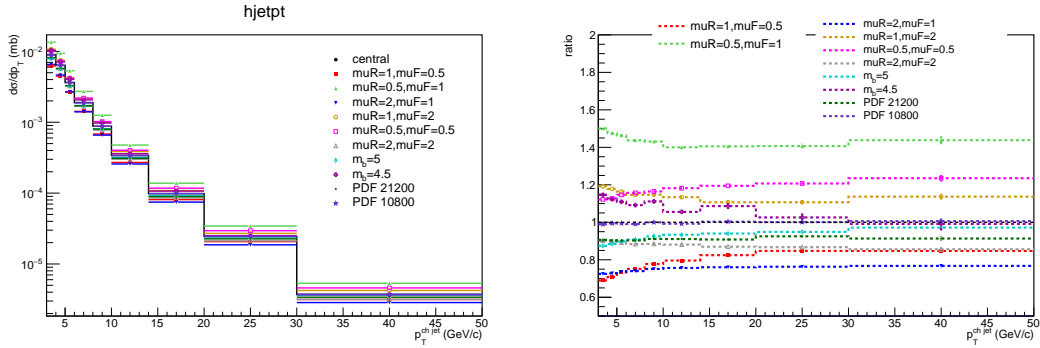 hjetpt
dσ/dp_T (mb)
10⁻²
10⁻³
10⁻⁴
10⁻⁵
central
muR=1,muF=0.5
muR=0.5,muF=1
muR=2,muF=1
muR=1,muF=2
muR=0.5,muF=0.5
muR=2,muF=2
m_b=5
m_b=4.5
PDF 21200
PDF 10800
5 10 15 20 25 30 35 40 45 50
p_T^ch jet (GeV/c)
ratio
2
1.8
1.6
1.4
1.2
1
0.8
0.6
0.4
muR=1,muF=0.5
muR=0.5,muF=1
muR=2,muF=1
muR=1,muF=2
muR=0.5,muF=0.5
muR=2,muF=2
m_b=5
m_b=4.5
PDF 21200
PDF 10800
5 10 15 20 25 30 35 40 45 50
p_T^ch jet (GeV/c)